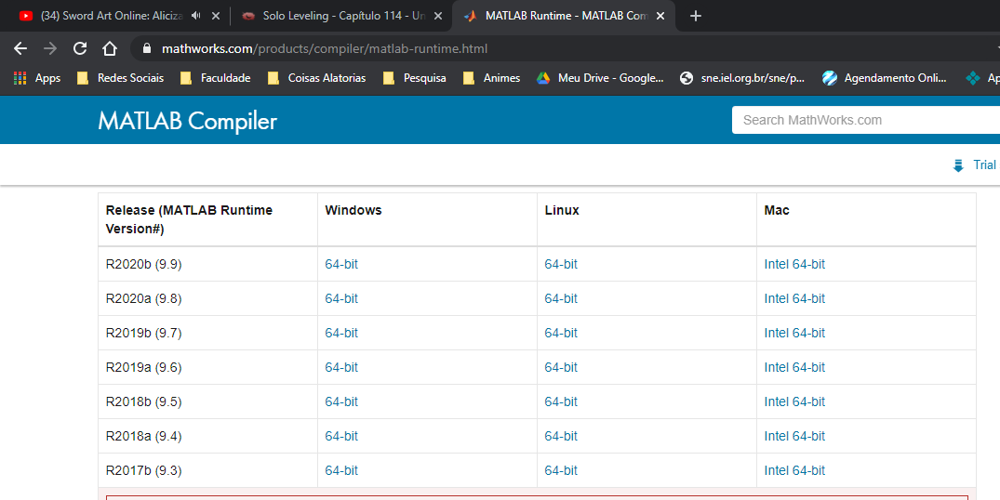 (34) Sword Art Online: Aliciza
Solo Leveling - Capítulo 114 - Un
MATLAB Runtime - MATLAB Com
mathworks.com/products/compiler/matlab-runtime.html
Apps Redes Sociais Faculdade Coisas Alatorias Pesquisa Animes Meu Drive - Google... sne.iel.org.br/sne/p... Agendamento Onli... Ap
MATLAB Compiler
Search MathWorks.com
Trial
Release (MATLAB Runtime Windows Linux Mac
Version#)
R2020b (9.9) 64-bit 64-bit Intel 64-bit
R2020a (9.8) 64-bit 64-bit Intel 64-bit
R2019b (9.7) 64-bit 64-bit Intel 64-bit
R2019a (9.6) 64-bit 64-bit Intel 64-bit
R2018b (9.5) 64-bit 64-bit Intel 64-bit
R2018a (9.4) 64-bit 64-bit Intel 64-bit
R2017b (9.3) 64-bit 64-bit Intel 64-bit